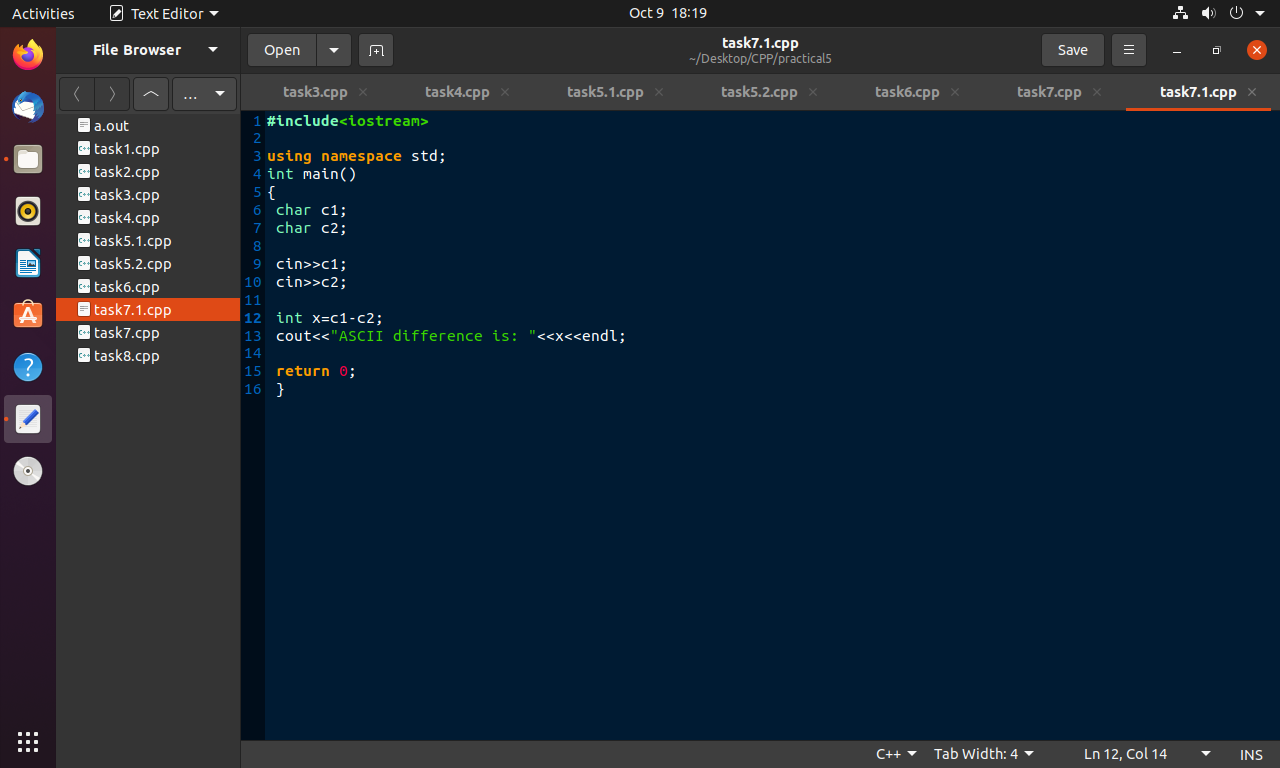 Activities Text Editor Oct 9 18:19
File Browser Open task7.1.cpp Save
~/Desktop/CPP/practical5
... task3.cpp task4.cpp task5.1.cpp task5.2.cpp task6.cpp task7.cpp task7.1.cpp
a.out
task1.cpp
task2.cpp
task3.cpp
task4.cpp
task5.1.cpp
task5.2.cpp
task6.cpp
task7.1.cpp
task7.cpp
task8.cpp
1 #include<iostream>
2
3 using namespace std;
4 int main()
5 {
6 char c1;
7 char c2;
8
9 cin>>c1;
10 cin>>c2;
11
12 int x=c1-c2;
13 cout<<"ASCII difference is: "<<x<<endl;
14
15 return 0;
16 }
C++ Tab Width: 4 Ln 12, Col 14 INS